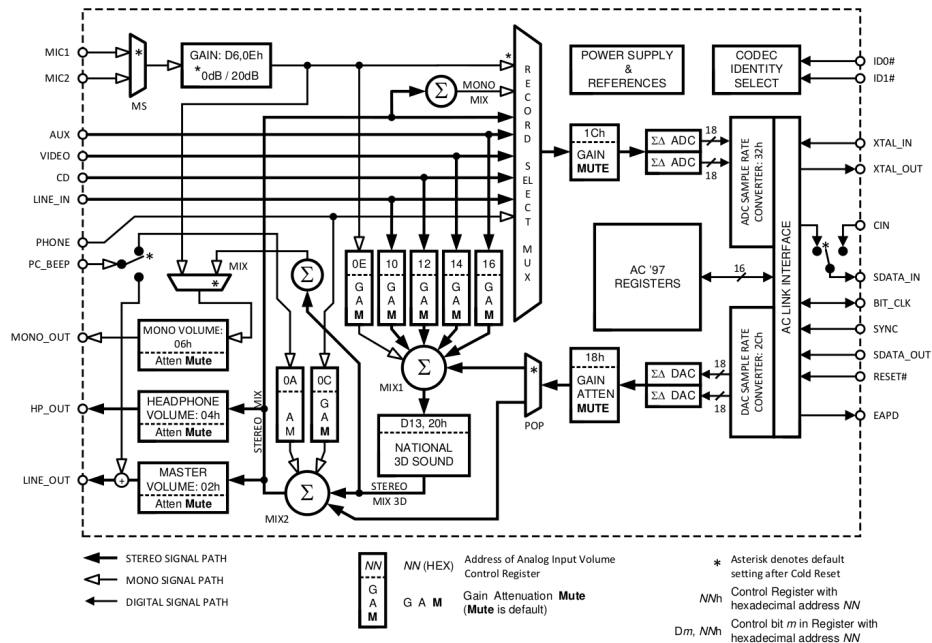 MIC1
MIC2
*
MS
GAIN: D6,0Eh
*0dB / 20dB
*
RECORD SELECT MUX
Σ
MONO
MIX
POWER SUPPLY
&
REFERENCES
CODEC
IDENTITY
SELECT
ID0#
ID1#
AUX
VIDEO
CD
LINE_IN
PHONE
PC_BEEP
*
MIX
*
Σ
1Ch
GAIN
MUTE
ΣΔ ADC
ΣΔ ADC
18
18
ADC SAMPLE RATE
CONVERTER: 32h
AC LINK INTERFACE
XTAL_IN
XTAL_OUT
CIN
*
SDATA_IN
BIT_CLK
SYNC
SDATA_OUT
RESET#
EAPD
AC '97
REGISTERS
16
0E
G
A
M
10
G
A
M
12
G
A
M
14
G
A
M
16
G
A
M
MONO_OUT
MONO VOLUME:
06h
Atten Mute
HP_OUT
HEADPHONE
VOLUME: 04h
Atten Mute
LINE_OUT
+
MASTER
VOLUME: 02h
Atten Mute
STEREO MIX
0A
A
M
0C
G
A
M
Σ
MIX1
D13, 20h
NATIONAL
3D SOUND
Σ
MIX2
STEREO
MIX 3D
*
POP
18h
GAIN
ATTEN
MUTE
ΣΔ DAC
ΣΔ DAC
18
18
DAC SAMPLE RATE
CONVERTER: 2Ch
STEREO SIGNAL PATH
MONO SIGNAL PATH
DIGITAL SIGNAL PATH
NN
G
A
M
NN (HEX)
Address of Analog Input Volume
Control Register
G A M
Gain Attenuation Mute
(Mute is default)
* Asterisk denotes default
setting after Cold Reset
NNh Control Register with
hexadecimal address NN
Dm, NNh Control bit m in Register with
hexadecimal address NN